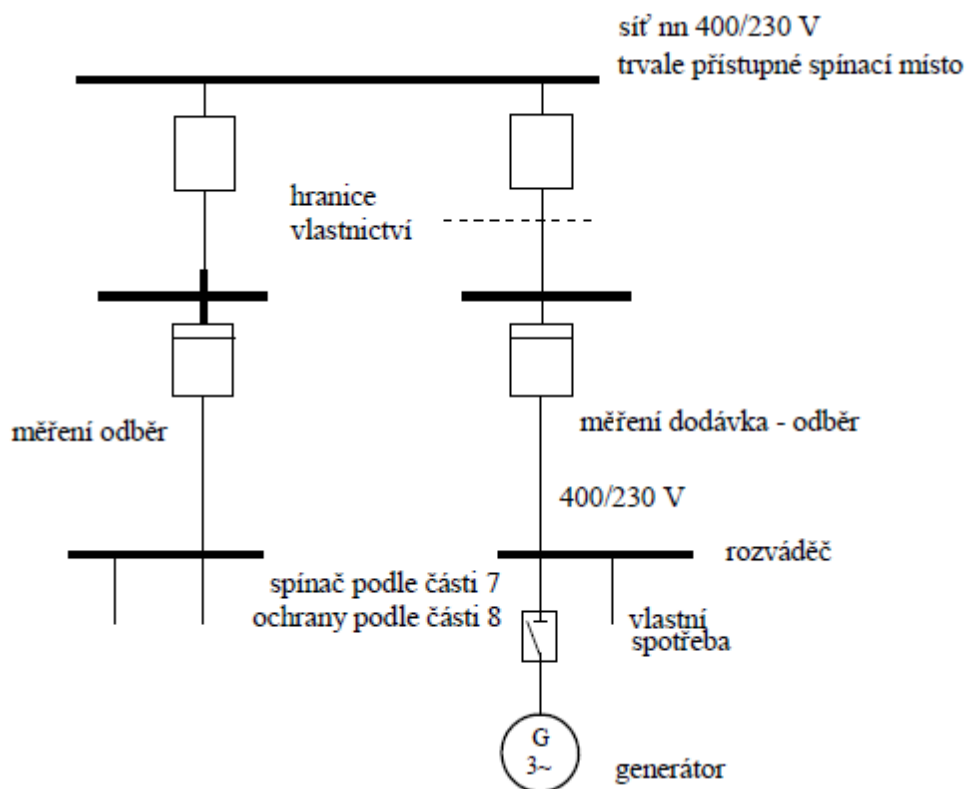 síť nn 400/230 V
trvale přístupné spínací místo
hranice
vlastnictví
měření odběr
měření dodávka - odběr
400/230 V
rozváděč
spínač podle části 7
ochrany podle části 8
vlastní
spotřeba
G
3~
generátor